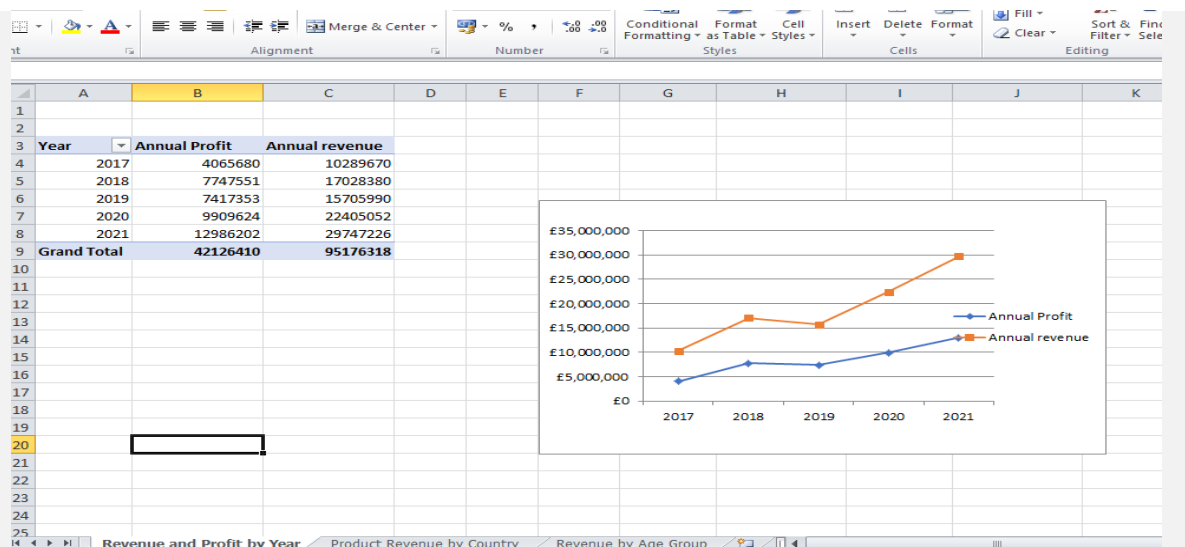 Fill
Merge & Center % , .0 .00 Conditional Format Cell Insert Delete Format Sort &
.00 .0 Formatting as Table Styles Clear Filter
Alignment Number Styles Cells Editing
A B C D E F G H I J K
1
2
3 Year Annual Profit Annual revenue
4 2017 4065680 10289670
5 2018 7747551 17028380
6 2019 7417353 15705990
7 2020 9909624 22405052
8 2021 12986202 29747226
9 Grand Total 42126410 95176318
10
11
12
13
14
15
16
17
18
19
20
21
22
23
24
25
£35,000,000
£30,000,000
£25,000,000
£20,000,000
£15,000,000
£10,000,000
£5,000,000
£0
2017 2018 2019 2020 2021
Annual Profit
Annual revenue
Revenue and Profit by Year Product Revenue by Country Revenue by Age Group